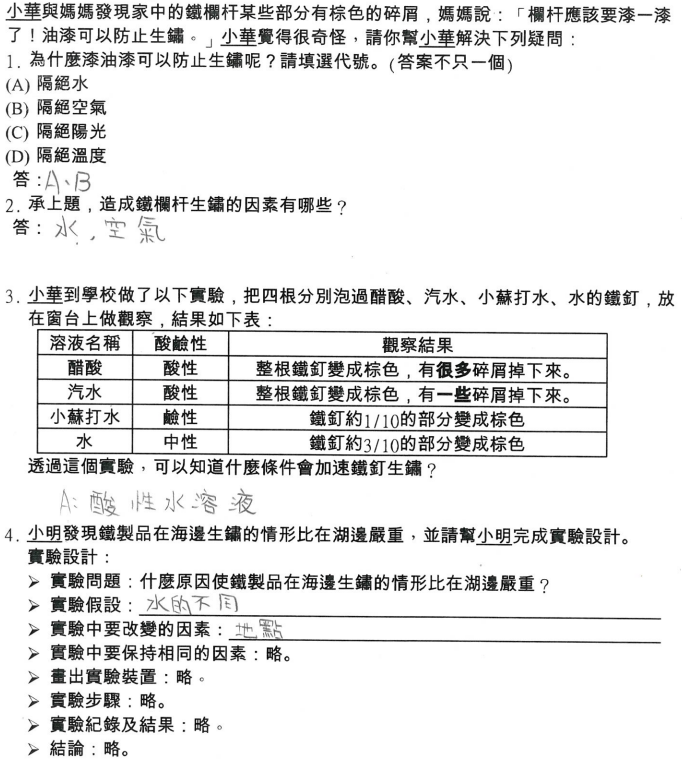 小華與媽媽發現家中的鐵欄杆某些部分有棕色的碎屑，媽媽說：「欄杆應該要漆一漆
了！油漆可以防止生鏽。」小華覺得很奇怪，請你幫小華解決下列疑問：
1. 為什麼漆油漆可以防止生鏽呢？請填選代號。(答案不只一個)
(A) 隔絕水
(B) 隔絕空氣
(C) 隔絕陽光
(D) 隔絕溫度
答：A、B
2. 承上題，造成鐵欄杆生鏽的因素有哪些？
答：水，空氣
3. 小華到學校做了以下實驗，把四根分別泡過醋酸、汽水、小蘇打水、水的鐵釘，放
在窗台上做觀察，結果如下表：
溶液名稱 酸鹼性 觀察結果
醋酸 酸性 整根鐵釘變成棕色，有很多碎屑掉下來。
汽水 酸性 整根鐵釘變成棕色，有一些碎屑掉下來。
小蘇打水 鹼性 鐵釘約1/10的部分變成棕色
水 中性 鐵釘約3/10的部分變成棕色
透過這個實驗，可以知道什麼條件會加速鐵釘生鏽？
A: 酸性水溶液
4. 小明發現鐵製品在海邊生鏽的情形比在湖邊嚴重，並請幫小明完成實驗設計。
實驗設計：
➢ 實驗問題：什麼原因使鐵製品在海邊生鏽的情形比在湖邊嚴重？
➢ 實驗假設：水的不同
➢ 實驗中要改變的因素：地點
➢ 實驗中要保持相同的因素：略。
➢ 畫出實驗裝置：略。
➢ 實驗步驟：略。
➢ 實驗紀錄及結果：略。
➢ 結論：略。